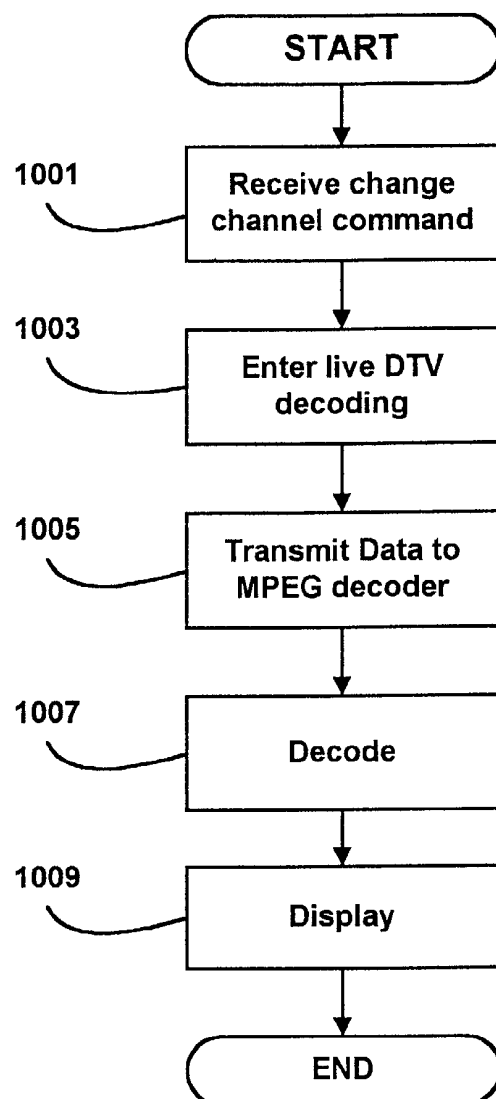 START
1001
Receive change
channel command
1003
Enter live DTV
decoding
1005
Transmit Data to
MPEG decoder
1007
Decode
1009
Display
END